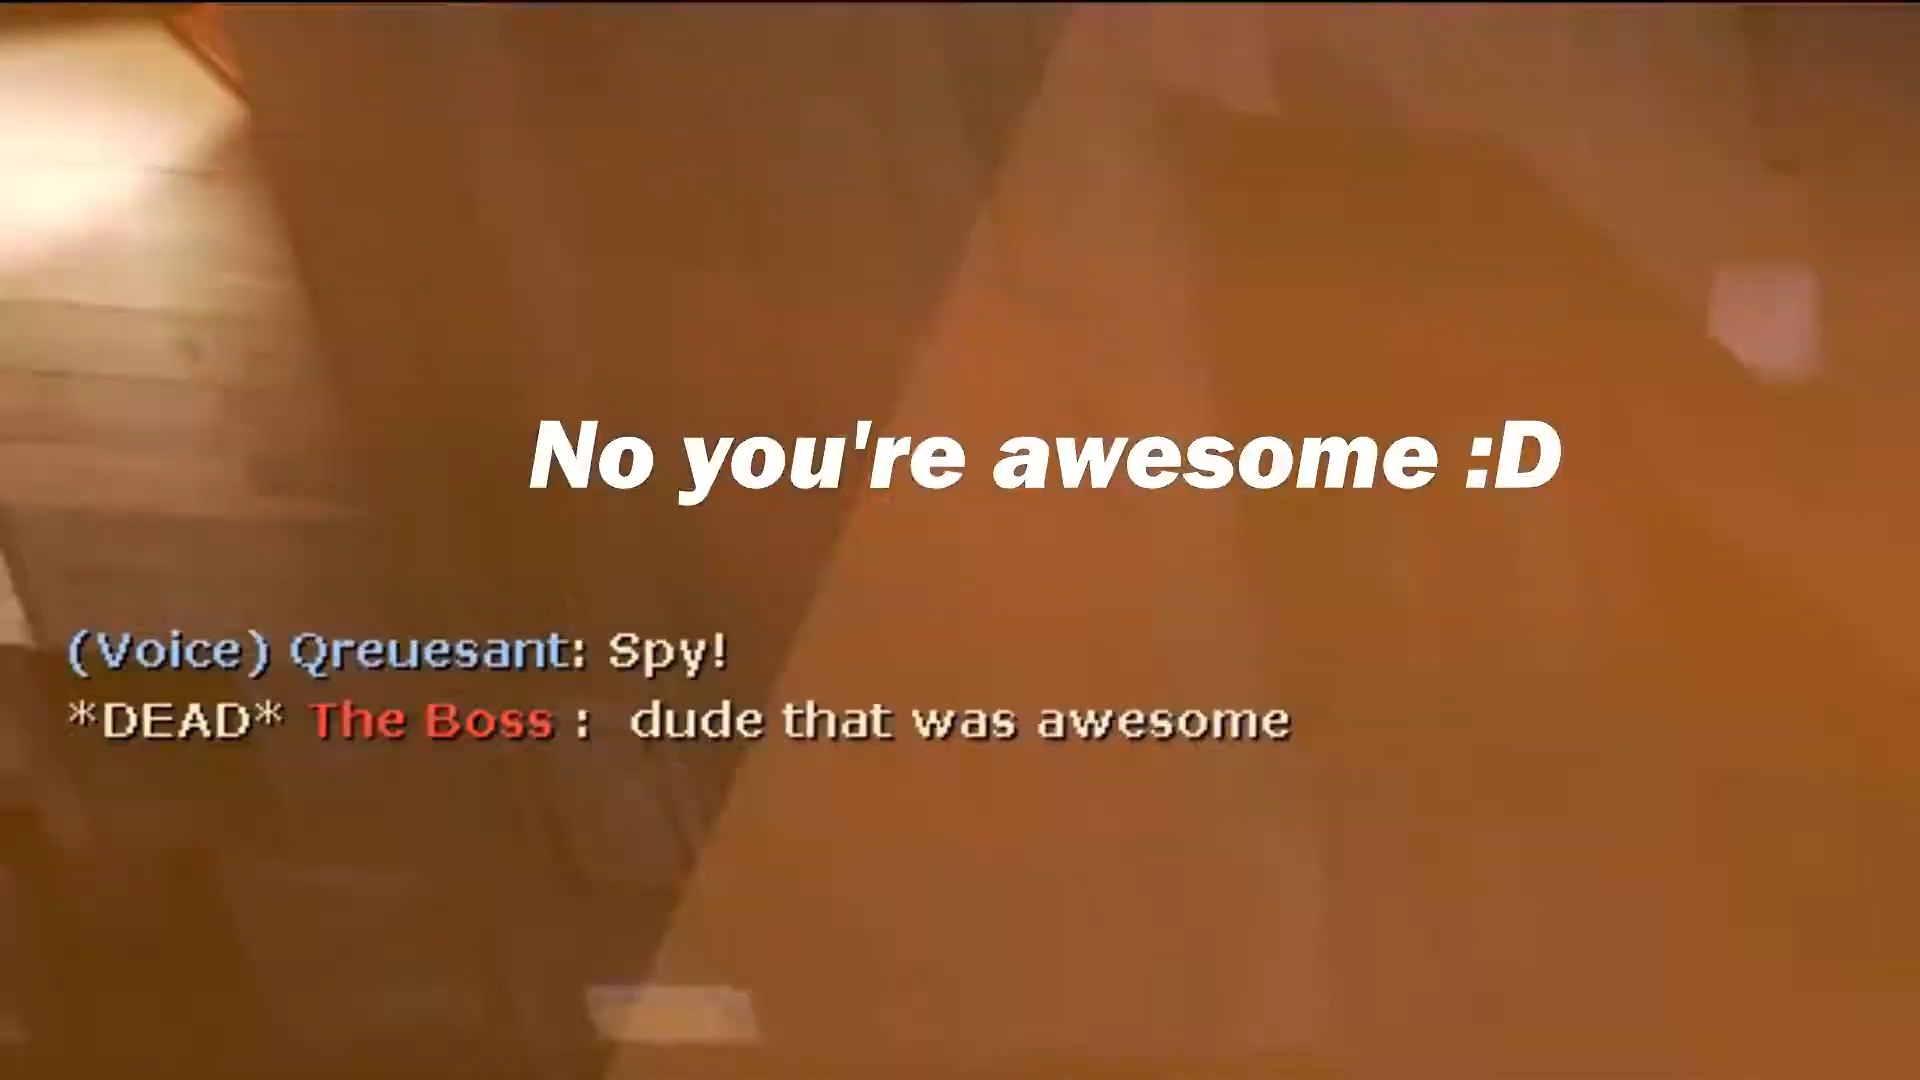 No you're awesome :D
(Voice) Qreuesant: Spy!
*DEAD* The Boss :  dude that was awesome